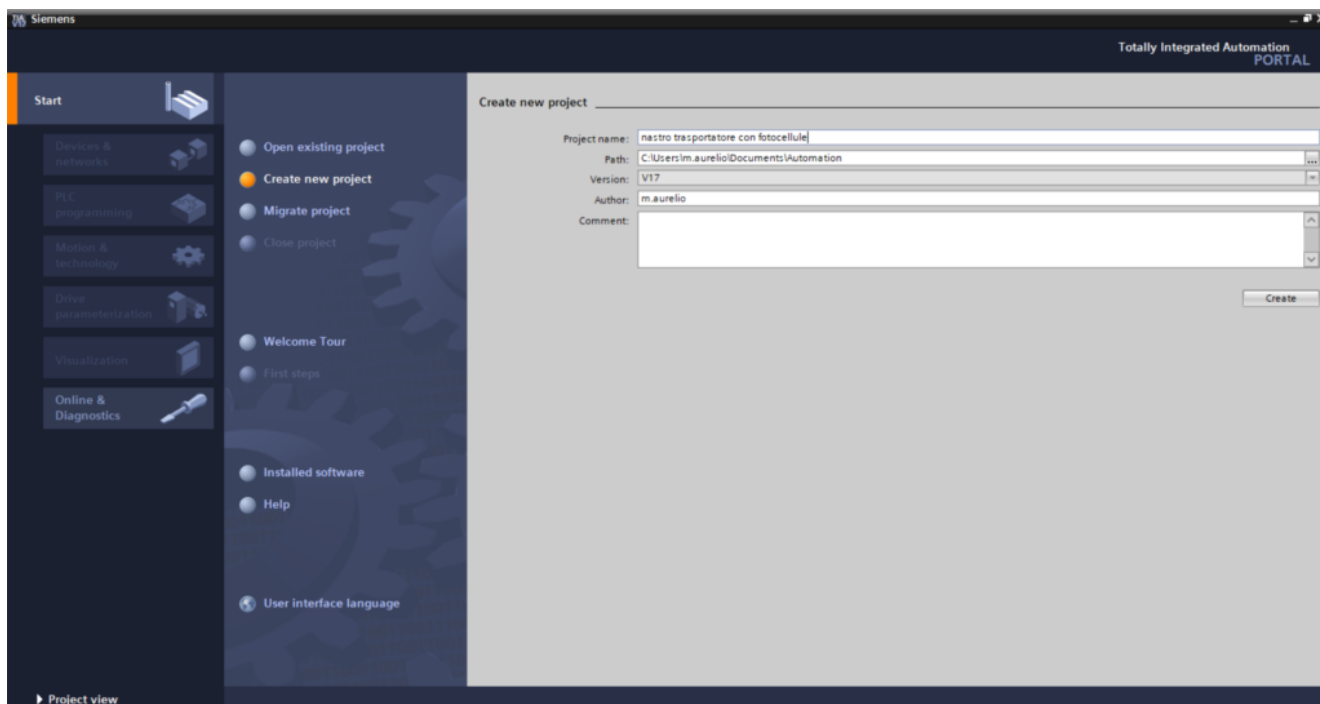 Siemens
Totally Integrated Automation
PORTAL
Start
Devices &
networks
PLC
programming
Motion &
technology
Drive
parameterization
Visualization
Online &
Diagnostics
Open existing project
Create new project
Migrate project
Close project
Welcome Tour
First steps
Installed software
Help
User interface language
Create new project
Project name: nastro trasportatore con fotocellule
Path: C:\Users\m.aurelio\Documents\Automation
...
Version: V17
Author: m.aurelio
Comment:
Create
Project view